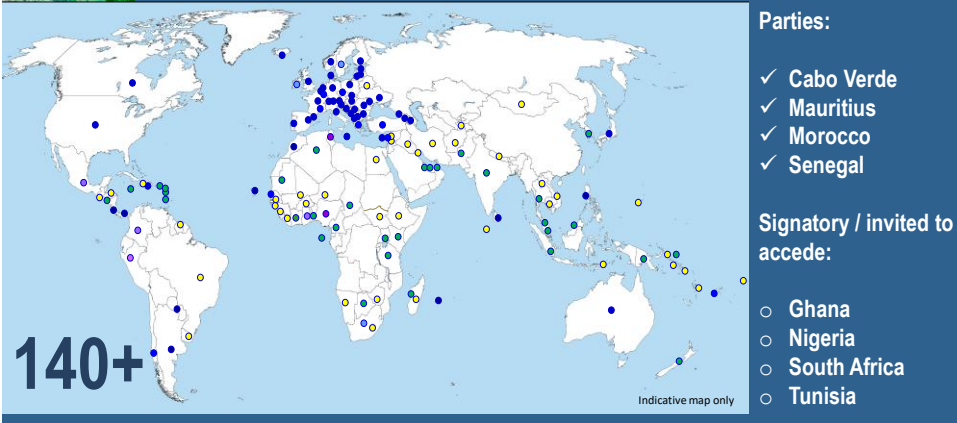 Parties:
✓ Cabo Verde
✓ Mauritius
✓ Morocco
✓ Senegal
Signatory / invited to
accede:
○ Ghana
○ Nigeria
○ South Africa
○ Tunisia
140+
Indicative map only